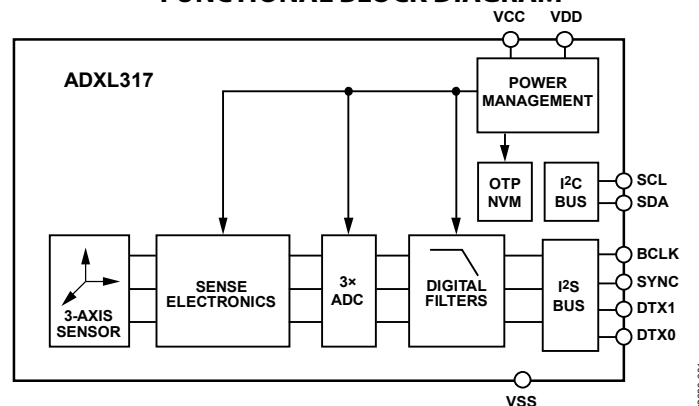 FUNCTIONAL BLOCK DIAGRAM
VCC VDD
ADXL317
POWER
MANAGEMENT
OTP
NVM
I²C
BUS
SCL
SDA
3-AXIS
SENSOR
SENSE
ELECTRONICS
3×
ADC
DIGITAL
FILTERS
I²S
BUS
BCLK
SYNC
DTX1
DTX0
VSS